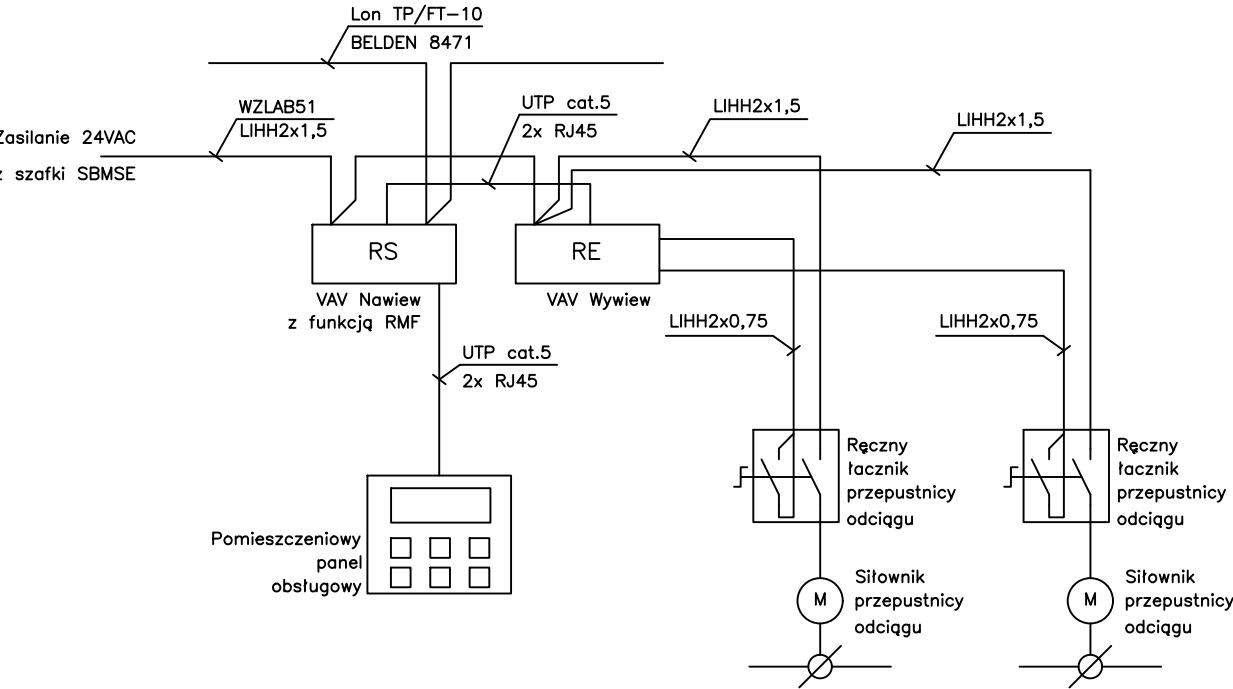 Lon TP/FT-10
BELDEN 8471
WZLAB51
LIHH2x1,5
Zasilanie 24VAC
z szafki SBMSE
UTP cat.5
2x RJ45
LIHH2x1,5
LIHH2x1,5
RS
RE
VAV Nawiew
z funkcją RMF
VAV Wywiew
LIHH2x0,75
LIHH2x0,75
UTP cat.5
2x RJ45
Ręczny
łacznik
przepustnicy
odciągu
Ręczny
łacznik
przepustnicy
odciągu
Pomieszczeniowy
panel
obsługowy
M
Siłownik
przepustnicy
odciągu
M
Siłownik
przepustnicy
odciągu